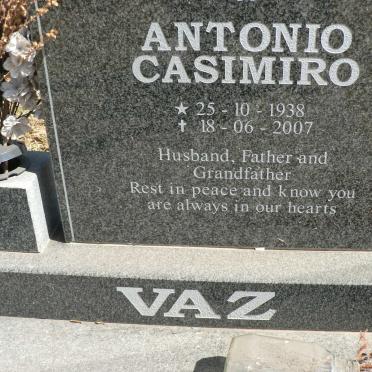 ANTONIO
CASIMIRO
★ 25 - 10 - 1938
✝ 18 - 06 - 2007
Husband, Father and
Grandfather
Rest in peace and know you
are always in our hearts
VAZ